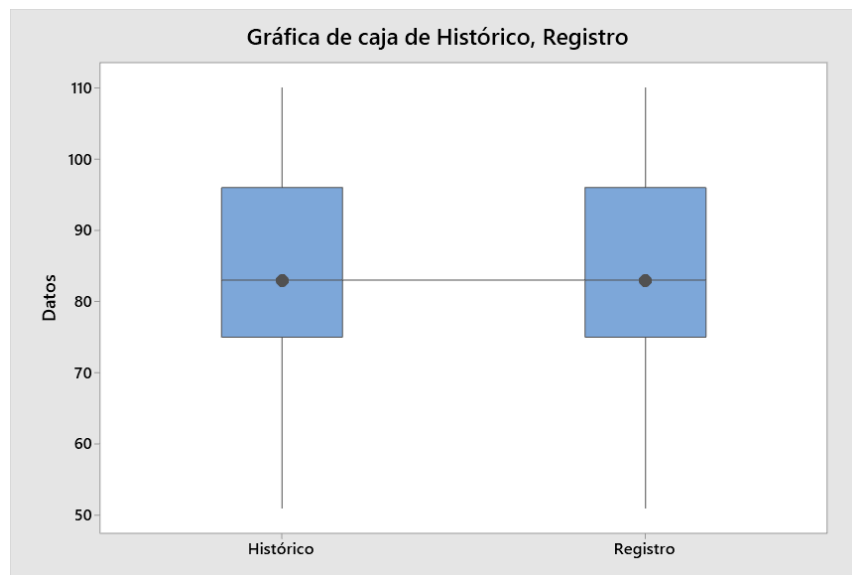 Gráfica de caja de Histórico, Registro
110
100
90
80
70
60
50
Datos
Histórico
Registro